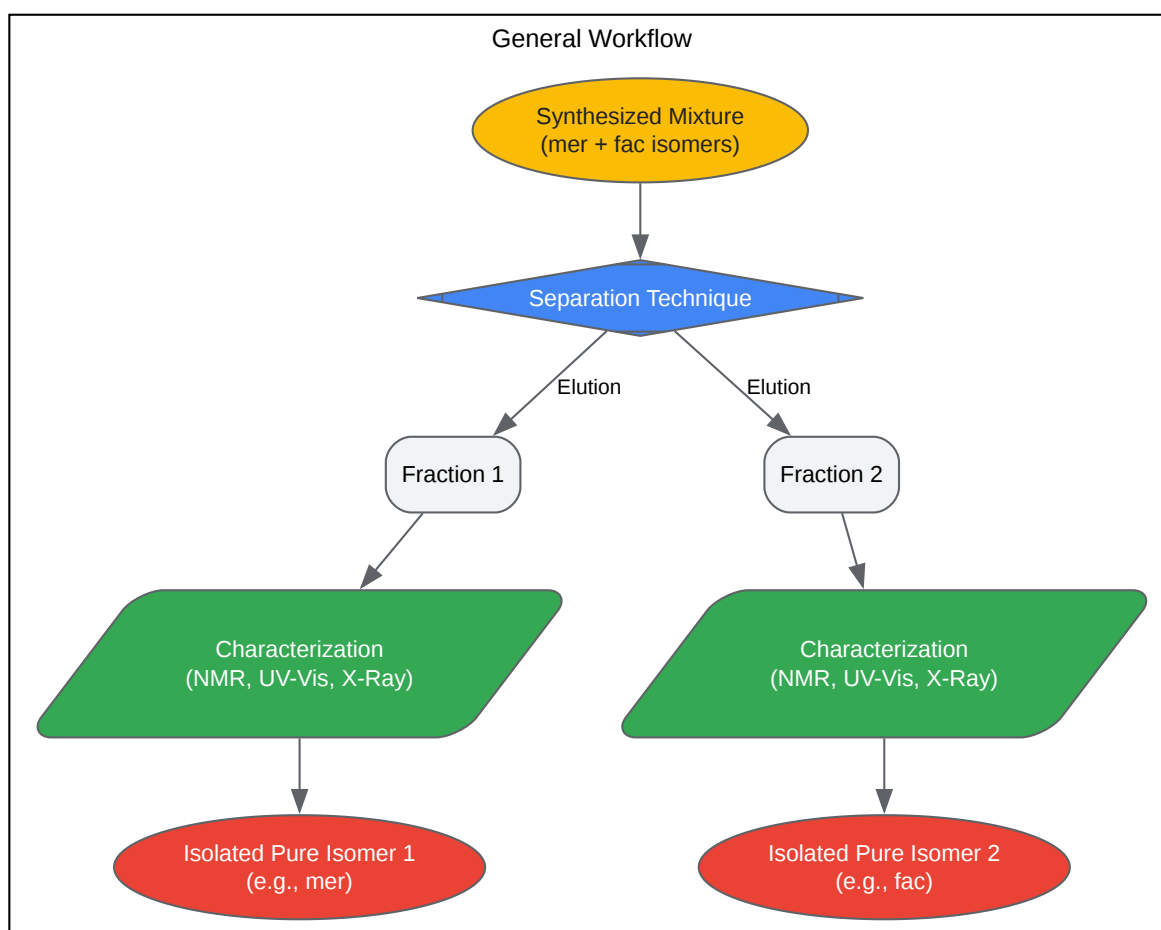 General Workflow
Synthesized Mixture
(mer + fac isomers)
Separation Technique
Elution
Elution
Fraction 1
Fraction 2
Characterization
(NMR, UV-Vis, X-Ray)
Characterization
(NMR, UV-Vis, X-Ray)
Isolated Pure Isomer 1
(e.g., mer)
Isolated Pure Isomer 2
(e.g., fac)